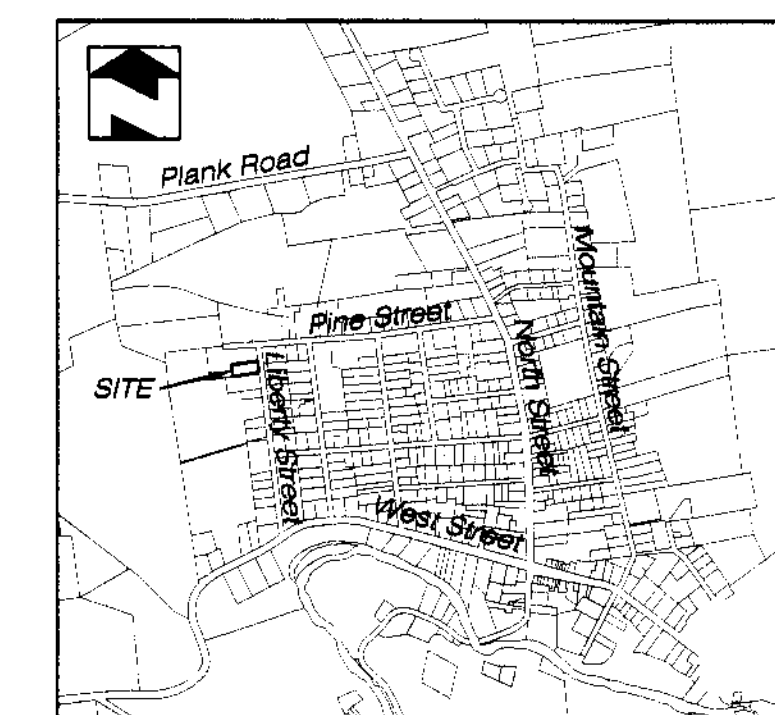 Plank Road
Mountain Street
Pine Street
North Street
SITE
Liberty Street
West Street